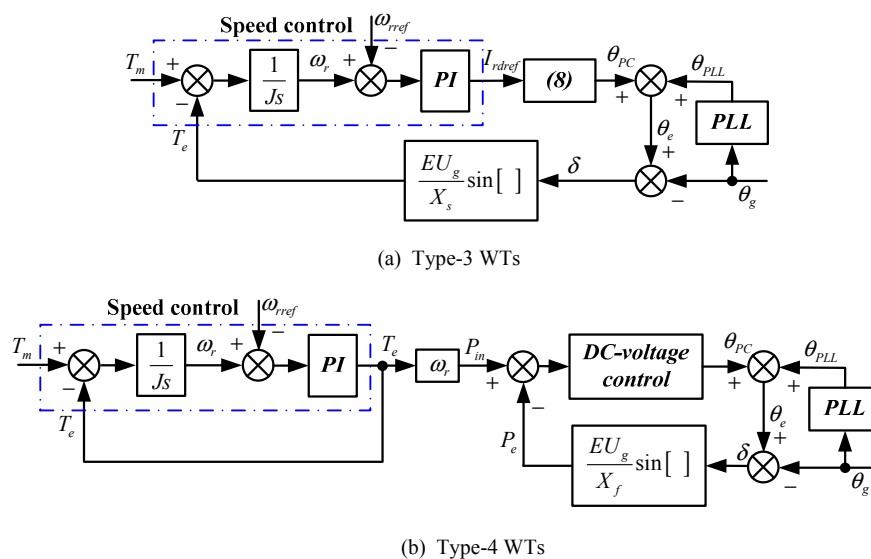 Speed control
ω_rref
T_m + − 1/Js ω_r + − PI I_rdref (8) θ_PC + θ_PLL +
PLL
T_e θ_e +
EU_g/X_s sin[ ] δ − θ_g
(a) Type-3 WTs
Speed control
ω_rref
T_m + − 1/Js ω_r + − PI T_e ω_r P_in + − DC-voltage control θ_PC + θ_PLL +
PLL
T_e P_e θ_e +
EU_g/X_f sin[ ] δ − θ_g
(b) Type-4 WTs